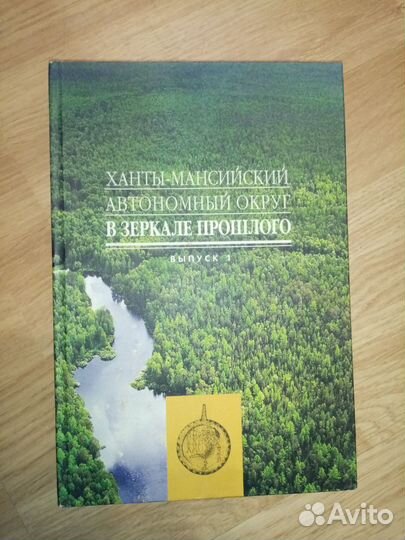 ХАНТЫ-МАНСИЙСКИЙ
АВТОНОМНЫЙ ОКРУГ
В ЗЕРКАЛЕ ПРОШЛОГО
ВЫПУСК 1
Avito